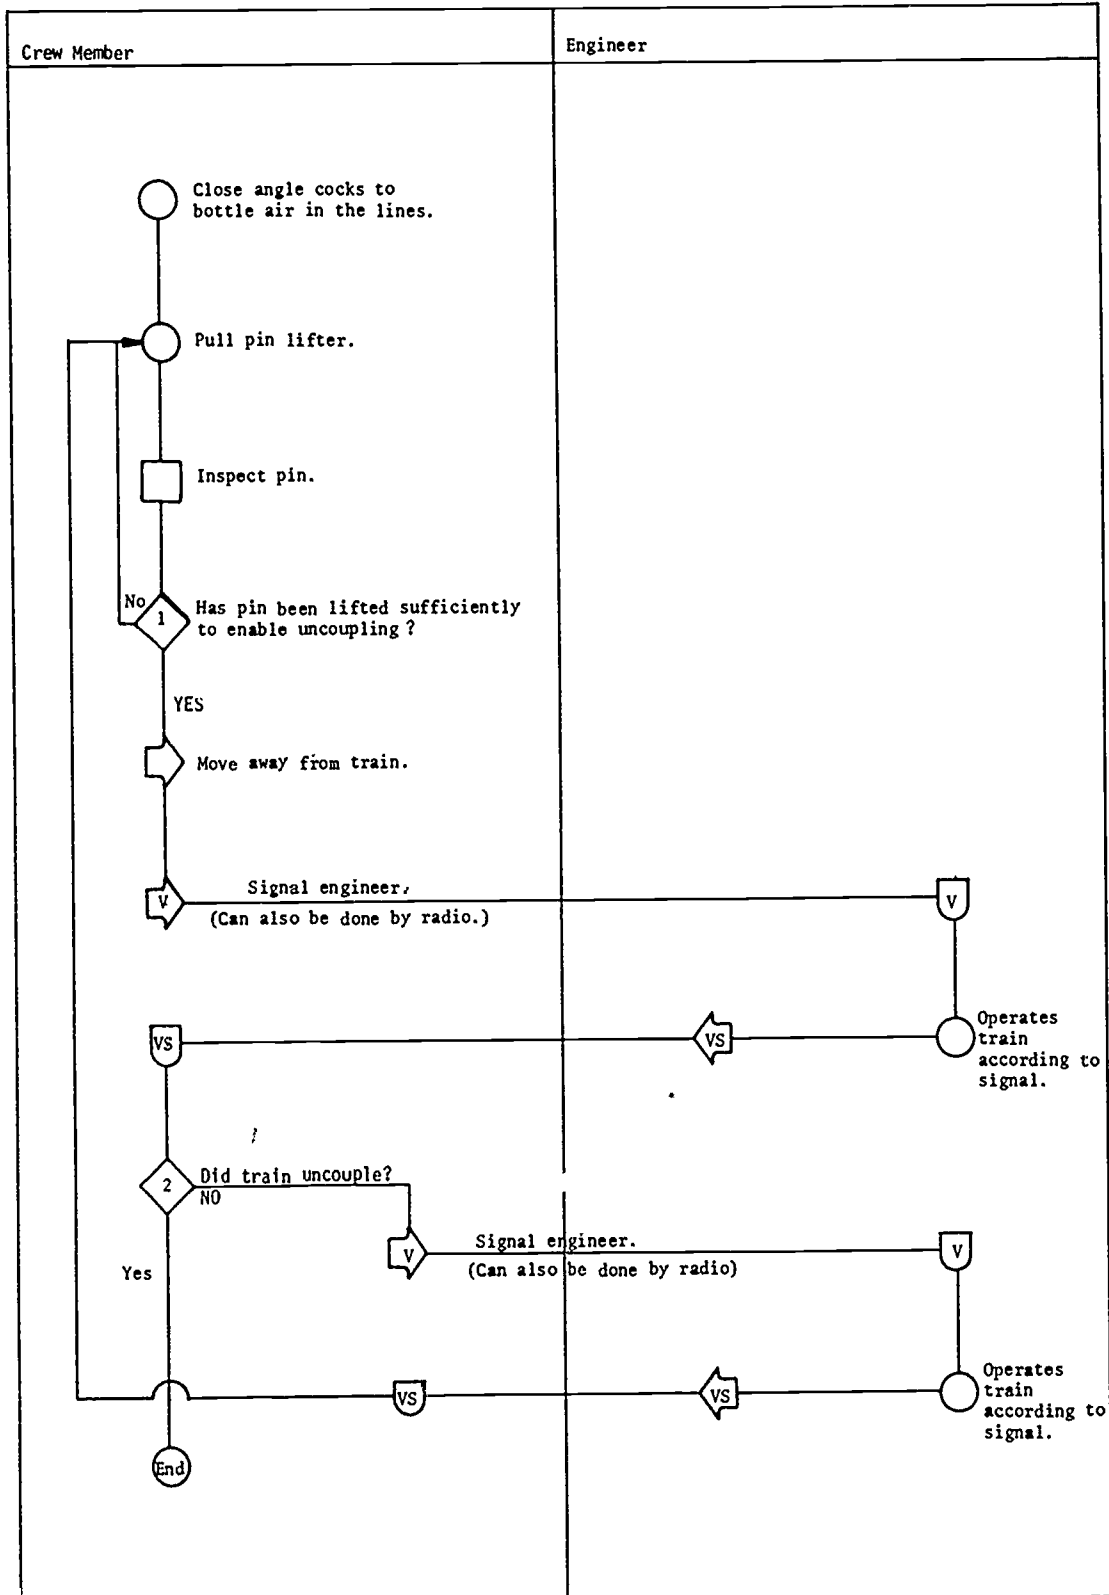 Crew Member
Engineer
Close angle cocks to
bottle air in the lines.
Pull pin lifter.
Inspect pin.
No
1
Has pin been lifted sufficiently
to enable uncoupling ?
YES
Move away from train.
V
Signal engineer.
(Can also be done by radio.)
V
VS
VS
Operates
train
according to
signal.
2
Did train uncouple?
NO
V
Signal engineer.
(Can also be done by radio)
V
Yes
VS
VS
Operates
train
according to
signal.
End